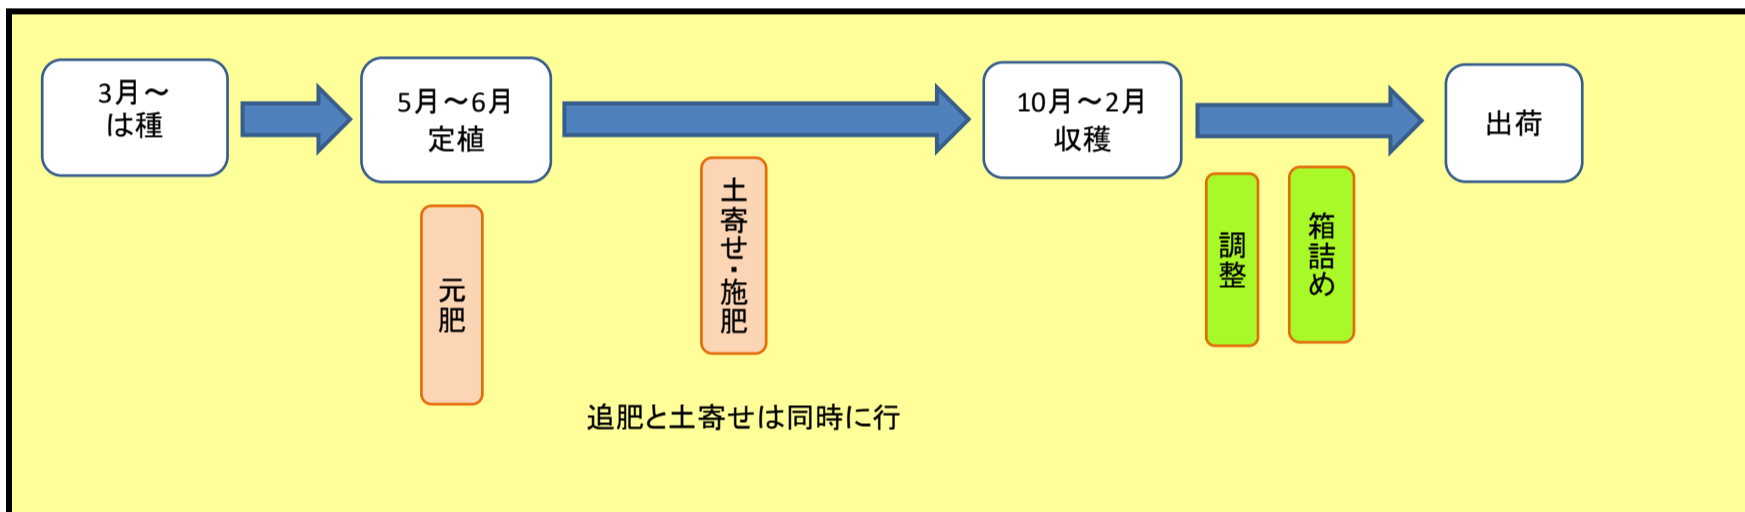 3月～
は種
5月～6月
定植
10月～2月
収穫
出荷
元肥
土寄せ・施肥
調整
箱詰め
追肥と土寄せは同時に行